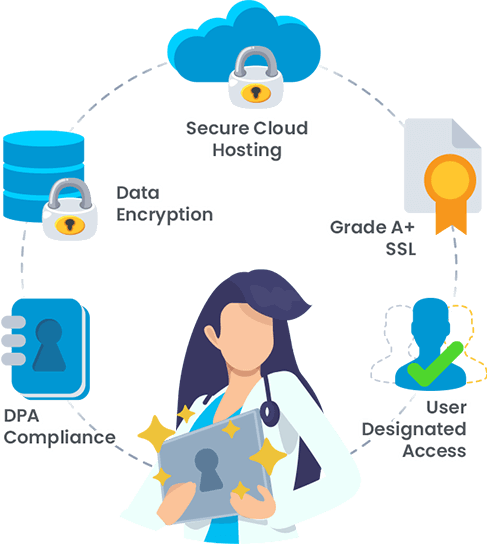 Secure Cloud
Hosting
Data
Encryption
Grade A+
SSL
DPA
Compliance
User
Designated
Access